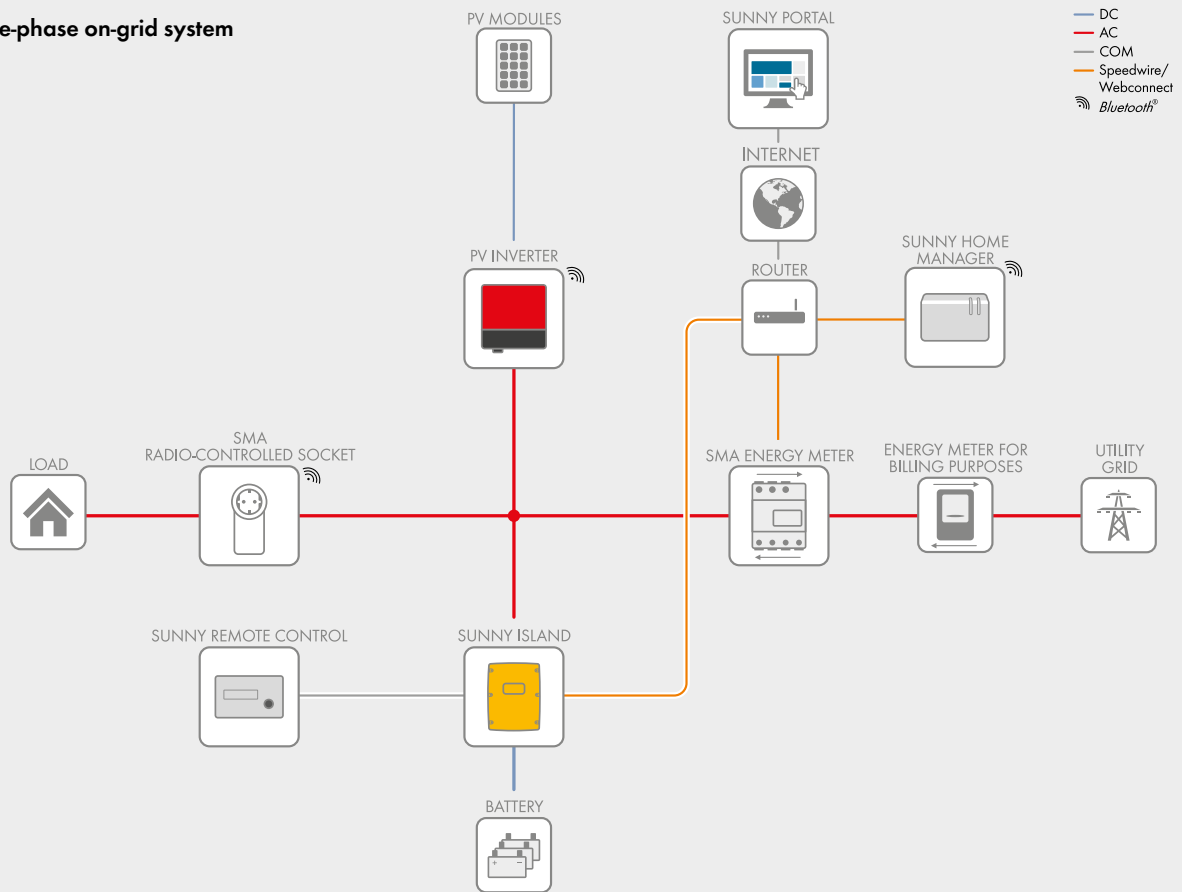 e-phase on-grid system
PV MODULES
SUNNY PORTAL
DC
AC
COM
Speedwire/
Webconnect
Bluetooth®
INTERNET
PV INVERTER
ROUTER
SUNNY HOME
MANAGER
LOAD
SMA
RADIO-CONTROLLED SOCKET
SMA ENERGY METER
ENERGY METER FOR
BILLING PURPOSES
UTILITY
GRID
SUNNY REMOTE CONTROL
SUNNY ISLAND
BATTERY